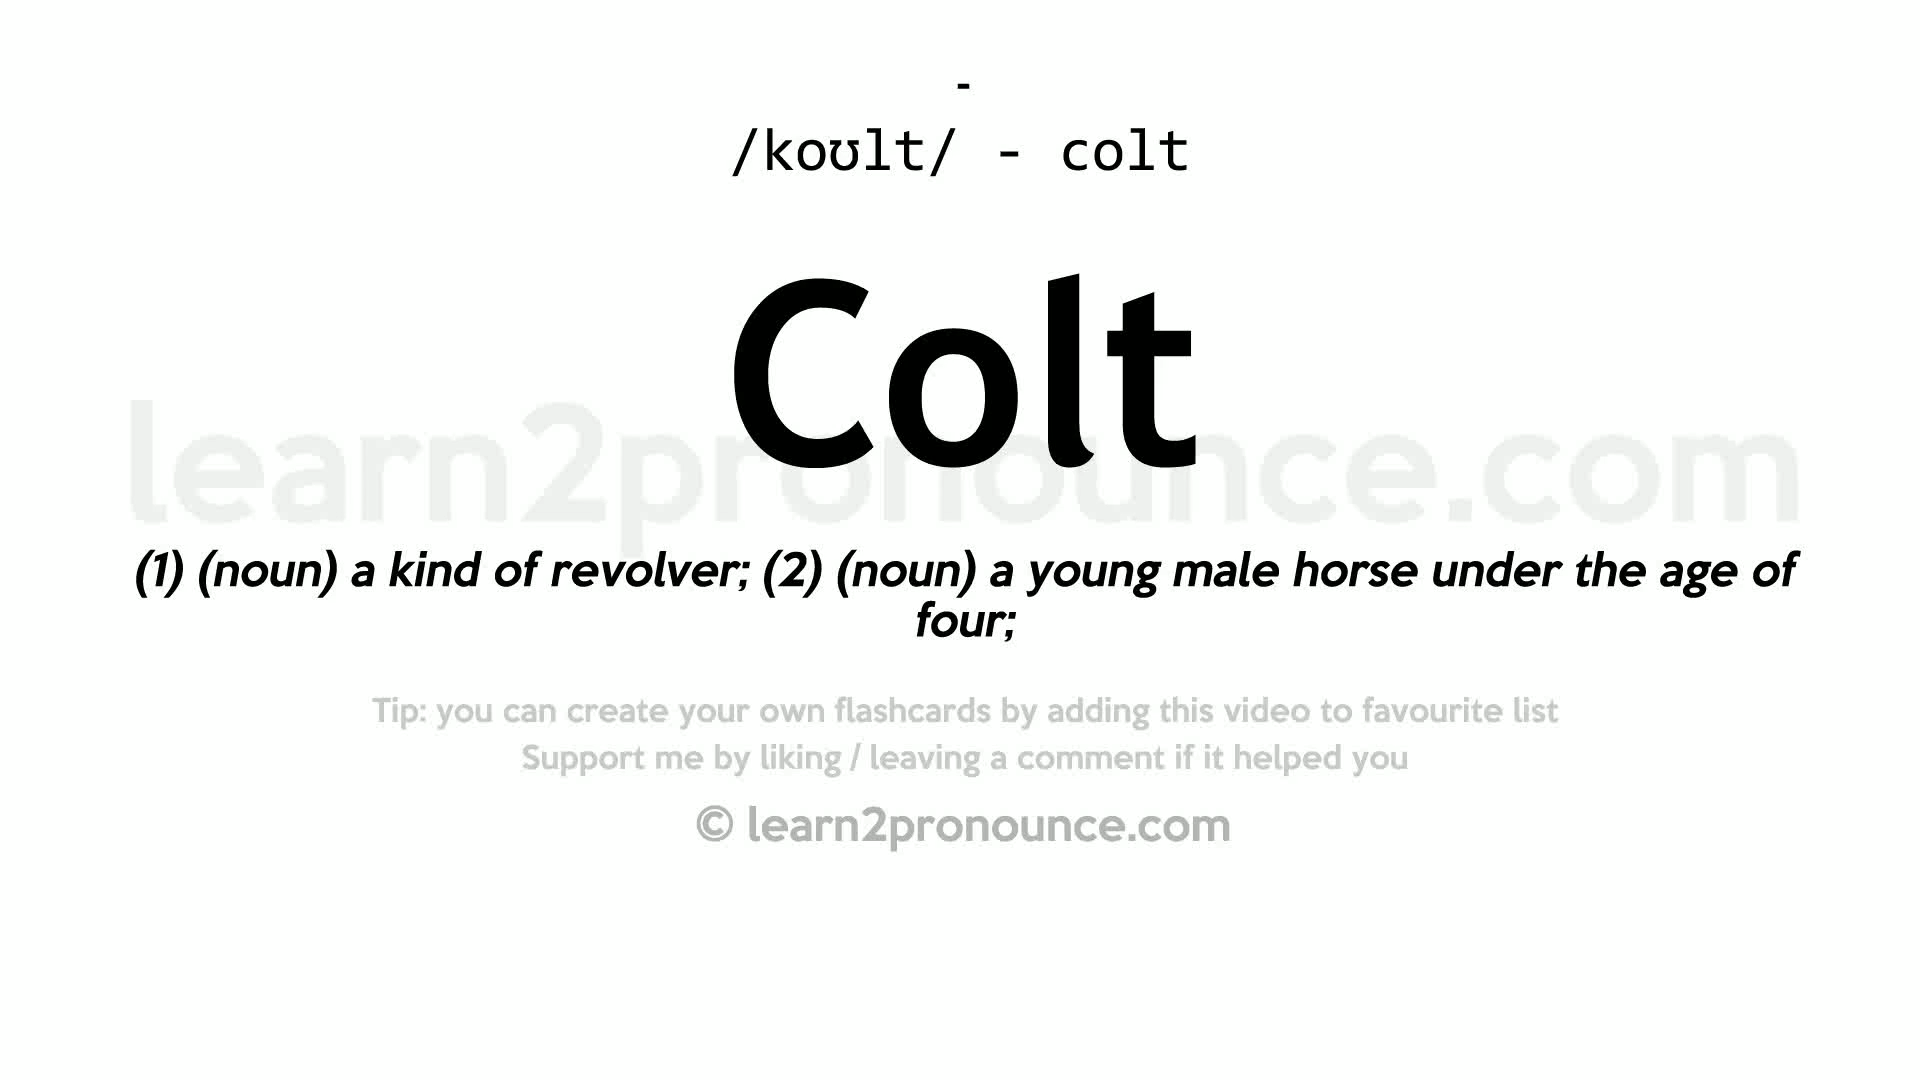 -
/koʊlt/ - colt
Colt
learn2pronounce.com
(1) (noun) a kind of revolver; (2) (noun) a young male horse under the age of
four;
Tip: you can create your own flashcards by adding this video to favourite list
Support me by liking / leaving a comment if it helped you
© learn2pronounce.com